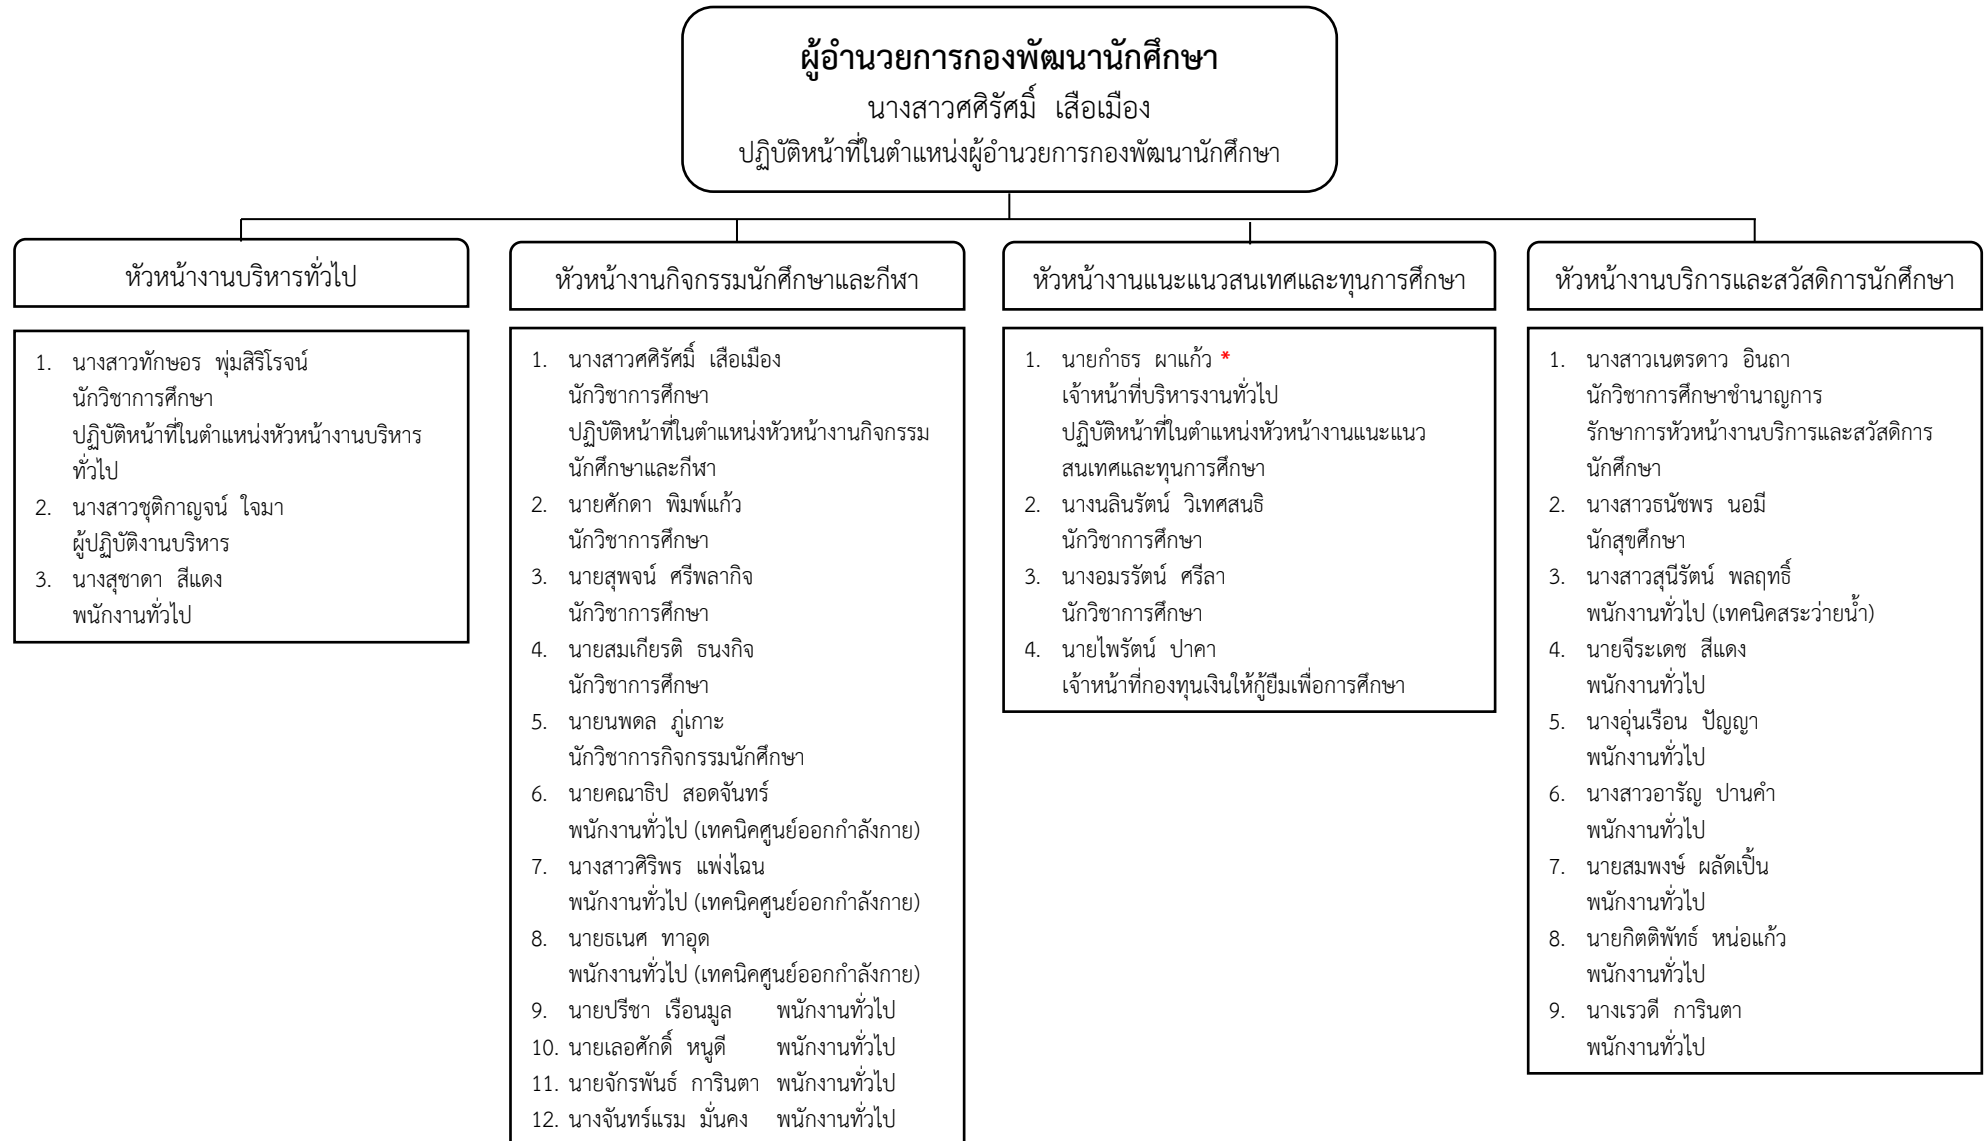 ผู้อำนวยการกองพัฒนานักศึกษา
นางสาวศศิรัศมิ์ เสือเมือง
ปฏิบัติหน้าที่ในตำแหน่งผู้อำนวยการกองพัฒนานักศึกษา
หัวหน้างานบริหารทั่วไป
1. นางสาวทักษอร พุ่มสิริโรจน์
นักวิชาการศึกษา
ปฏิบัติหน้าที่ในตำแหน่งหัวหน้างานบริหาร
ทั่วไป
2. นางสาวชุติกาญจน์ ใจมา
ผู้ปฏิบัติงานบริหาร
3. นางสุชาดา สีแดง
พนักงานทั่วไป
หัวหน้างานกิจกรรมนักศึกษาและกีฬา
1. นางสาวศศิรัศมิ์ เสือเมือง
นักวิชาการศึกษา
ปฏิบัติหน้าที่ในตำแหน่งหัวหน้างานกิจกรรม
นักศึกษาและกีฬา
2. นายศักดา พิมพ์แก้ว
นักวิชาการศึกษา
3. นายสุพจน์ ศรีพลากิจ
นักวิชาการศึกษา
4. นายสมเกียรติ ธนงกิจ
นักวิชาการศึกษา
5. นายนพดล ภู่เกาะ
นักวิชาการกิจกรรมนักศึกษา
6. นายคณาธิป สอดจันทร์
พนักงานทั่วไป (เทคนิคศูนย์ออกกำลังกาย)
7. นางสาวศิริพร แพ่งไฉน
พนักงานทั่วไป (เทคนิคศูนย์ออกกำลังกาย)
8. นายธเนศ ทาอุด
พนักงานทั่วไป (เทคนิคศูนย์ออกกำลังกาย)
9. นายปรีชา เรือนมูล พนักงานทั่วไป
10. นายเลอศักดิ์ หนูดี พนักงานทั่วไป
11. นายจักรพันธ์ การินตา พนักงานทั่วไป
12. นางจันทร์แรม มั่นคง พนักงานทั่วไป
หัวหน้างานแนะแนวสนเทศและทุนการศึกษา
1. นายกำธร ผาแก้ว *
เจ้าหน้าที่บริหารงานทั่วไป
ปฏิบัติหน้าที่ในตำแหน่งหัวหน้างานแนะแนว
สนเทศและทุนการศึกษา
2. นางนลินรัตน์ วิเทศสนธิ
นักวิชาการศึกษา
3. นางอมรรัตน์ ศรีลา
นักวิชาการศึกษา
4. นายไพรัตน์ ปาคา
เจ้าหน้าที่กองทุนเงินให้กู้ยืมเพื่อการศึกษา
หัวหน้างานบริการและสวัสดิการนักศึกษา
1. นางสาวเนตรดาว อินถา
นักวิชาการศึกษาชำนาญการ
รักษาการหัวหน้างานบริการและสวัสดิการ
นักศึกษา
2. นางสาวธนัชพร นอมี
นักสุขศึกษา
3. นางสาวสุนีรัตน์ พลฤทธิ์
พนักงานทั่วไป (เทคนิคสระว่ายน้ำ)
4. นายจีระเดช สีแดง
พนักงานทั่วไป
5. นางอุ่นเรือน ปัญญา
พนักงานทั่วไป
6. นางสาวอารัญ ปานคำ
พนักงานทั่วไป
7. นายสมพงษ์ ผลัดเปิ้น
พนักงานทั่วไป
8. นายกิตติพัทธ์ หน่อแก้ว
พนักงานทั่วไป
9. นางเรวดี การินตา
พนักงานทั่วไป